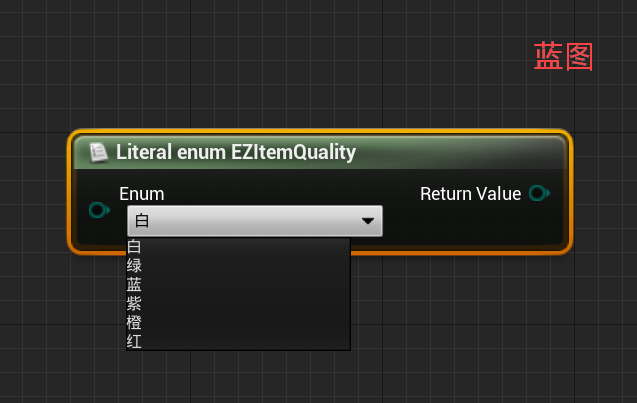 蓝图
Literal enum EZItemQuality
Enum
Return Value
白
白
绿
蓝
紫
橙
红